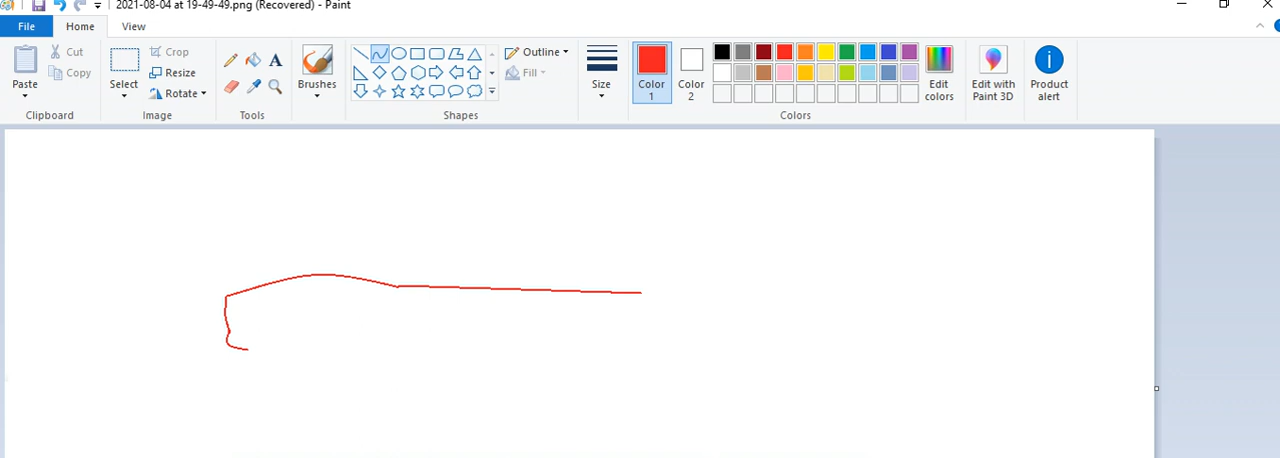 2021-08-04 at 19-49-49.png (Recovered) - Paint
File Home View
Paste
Cut
Copy
Clipboard
Select
Crop
Resize
Rotate
Image
A
Tools
Brushes
Outline
Fill
Shapes
Size
Color 1
Color 2
Edit colors
Colors
Edit with Paint 3D
Product alert